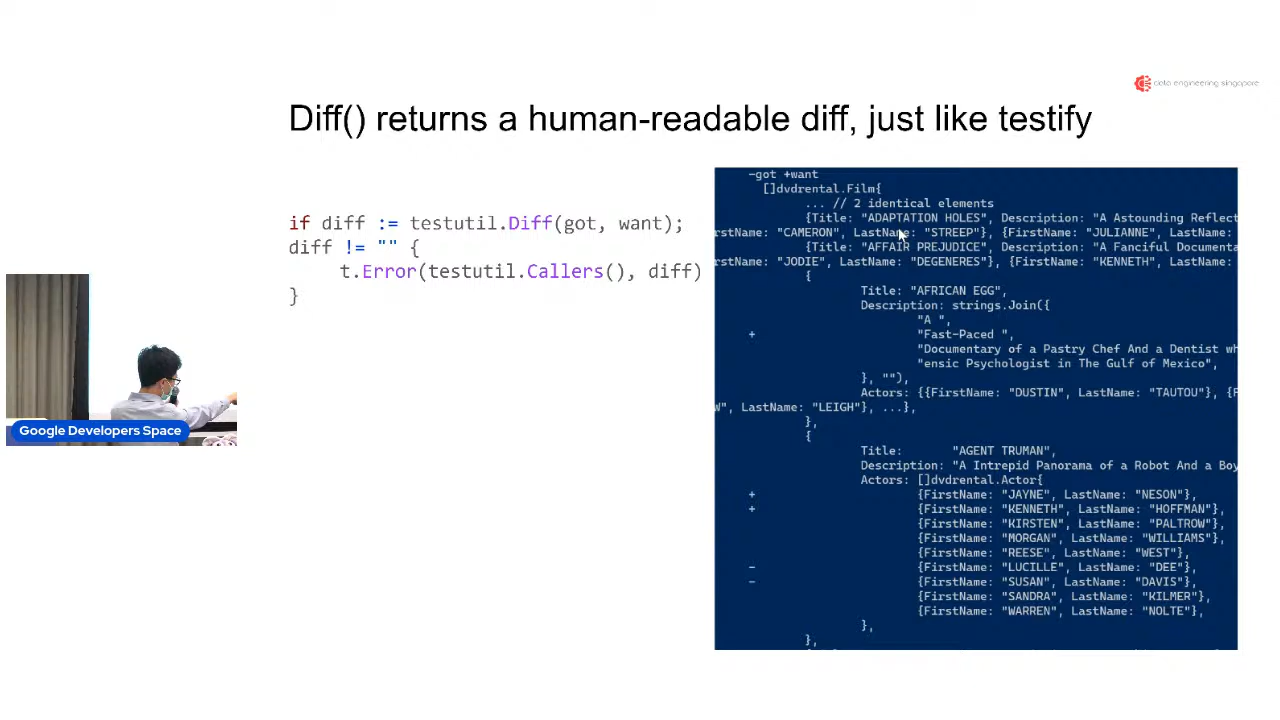 data engineering singapore
Diff() returns a human-readable diff, just like testify
if diff := testutil.Diff(got, want);
diff != "" {
    t.Error(testutil.Callers(), diff)
}
-got +want
[]dvdrental.Film{
... // 2 identical elements
{Title: "ADAPTATION HOLES", Description: "A Astounding Reflect
rstName: "CAMERON", LastName: "STREEP"}, {FirstName: "JULIANNE", LastName:
{Title: "AFFAIR PREJUDICE", Description: "A Fanciful Documenta
rstName: "JODIE", LastName: "DEGENERES"}, {FirstName: "KENNETH", LastName:
{
Title: "AFRICAN EGG",
Description: strings.Join({
"A ",
+ "Fast-Paced ",
"Documentary of a Pastry Chef And a Dentist wh
"ensic Psychologist in The Gulf of Mexico",
}, ""),
Actors: {{FirstName: "DUSTIN", LastName: "TAUTOU"}, {F
W", LastName: "LEIGH"}, ...},
},
{
Title: "AGENT TRUMAN",
Description: "A Intrepid Panorama of a Robot And a Boy
Actors: []dvdrental.Actor{
+ {FirstName: "JAYNE", LastName: "NESON"},
+ {FirstName: "KENNETH", LastName: "HOFFMAN"},
{FirstName: "KIRSTEN", LastName: "PALTROW"},
{FirstName: "MORGAN", LastName: "WILLIAMS"},
{FirstName: "REESE", LastName: "WEST"},
- {FirstName: "LUCILLE", LastName: "DEE"},
- {FirstName: "SUSAN", LastName: "DAVIS"},
{FirstName: "SANDRA", LastName: "KILMER"},
{FirstName: "WARREN", LastName: "NOLTE"},
},
},
Google Developers Space